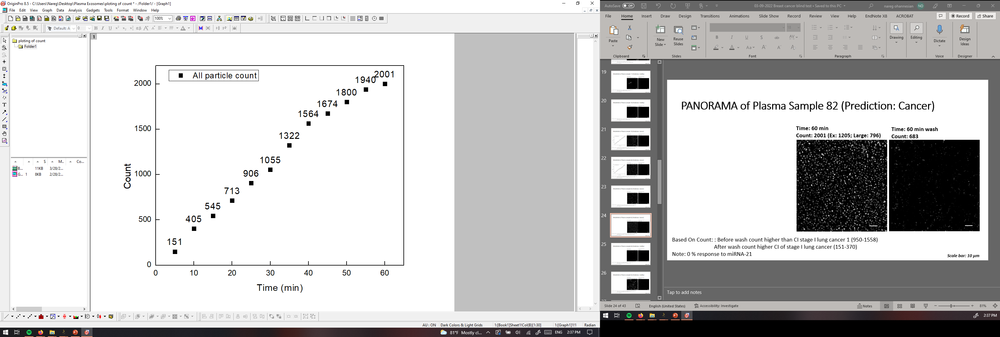 OriginPro 8.5 - C:\Users\Nareg\Desktop\Plasma Exosomes\ploting of count * - /Folder1/ - [Graph1]
File Edit View Graph Data Analysis Gadgets Tools Format Window Help
100%
Default: A 0 B I U
ploting of count
Folder1
S M.. Co...
B... 11KB 3/28/2...
G... 1 8KB 2/28/2...
1
All particle count
2001
1940
1800
1674
1564
1322
1055
906
713
545
405
151
2000
1500
1000
500
0
Count
0 10 20 30 40 50 60
Time (min)
AU : ON Dark Colors & Light Grids 1:[Book1]Sheet1!Col(B)[1:30] 1:[Graph1]1!1 Radian
81°F Mostly cl... ENG 2:37 PM
AutoSave Off 03-09-2022 Breast cancer blind test • Saved to this PC nareg ohannesian NO
File Home Insert Draw Design Transitions Animations Slide Show Record Review View Help EndNote X8 ACROBAT Record Share
Paste New Slide Reuse Slides Drawing Editing Dictate Design Ideas
B I U S ab AV
Aa A A
Clipboard Slides Font Paragraph Voice Designer
19
20
21
22
23
24
25
26
PANORAMA of Plasma Sample 82 (Prediction: Cancer)
Time: 60 min
Count: 2001 (Ex: 1205; Large: 796)
Time: 60 min wash
Count: 683
Based On Count: : Before wash count higher than CI stage I lung cancer 1 (950-1558)
After wash count higher CI of stage I lung cancer (151-370)
Note: 0 % response to miRNA-21
Scale bar: 10 μm
Tap to add notes
Slide 24 of 43 English (United States) Accessibility: Investigate Notes 81%
2:37 PM